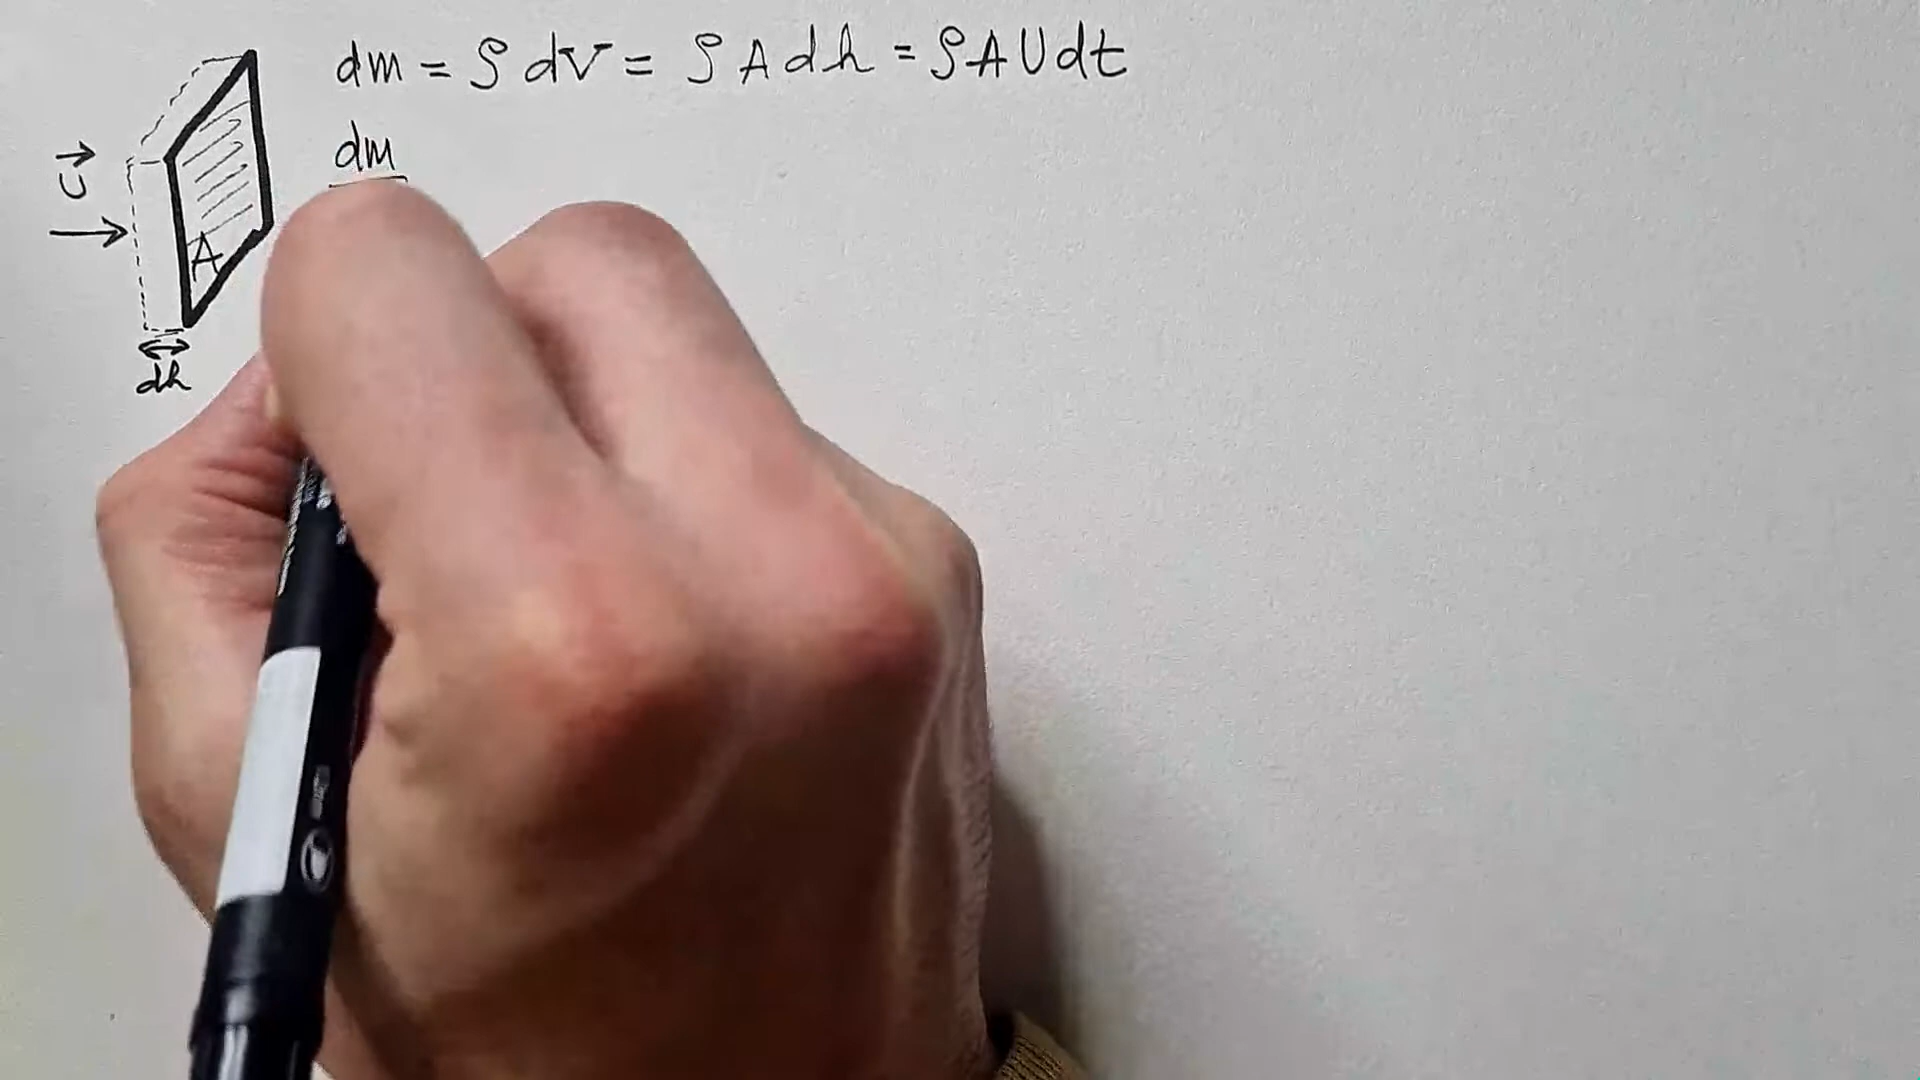 dm = ρ dV = ρ A dh = ρ A U dt
dm
U
A
dh